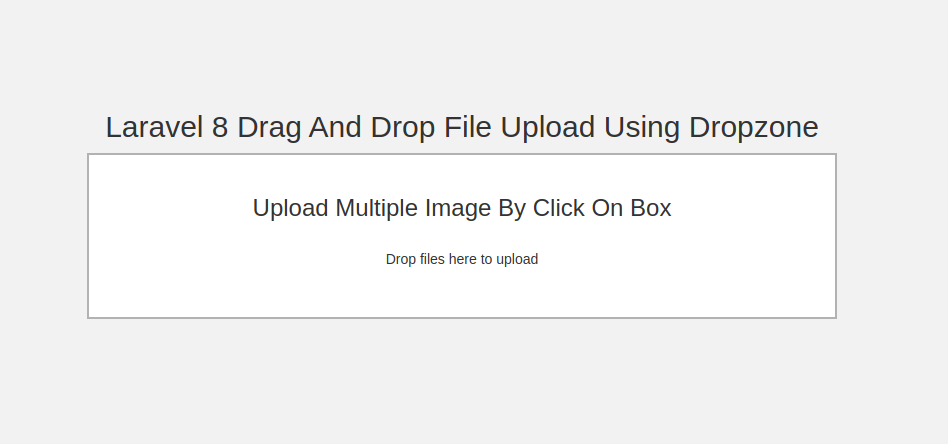 Laravel 8 Drag And Drop File Upload Using Dropzone
Upload Multiple Image By Click On Box
Drop files here to upload